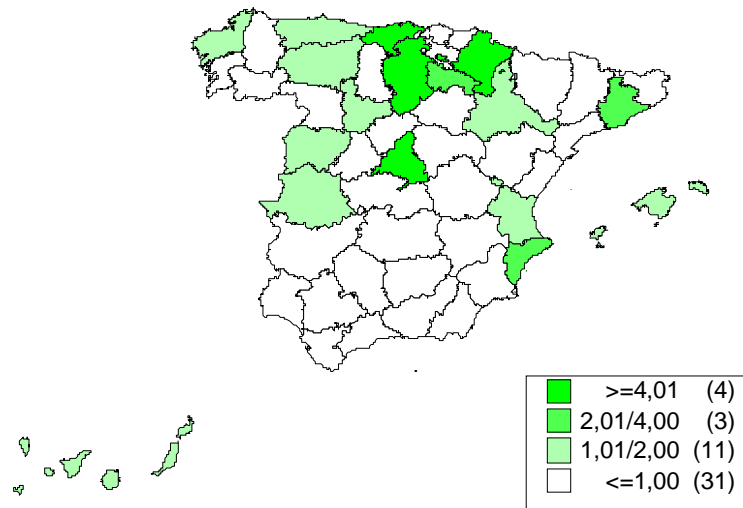 >=4,01 (4)
2,01/4,00 (3)
1,01/2,00 (11)
<=1,00 (31)